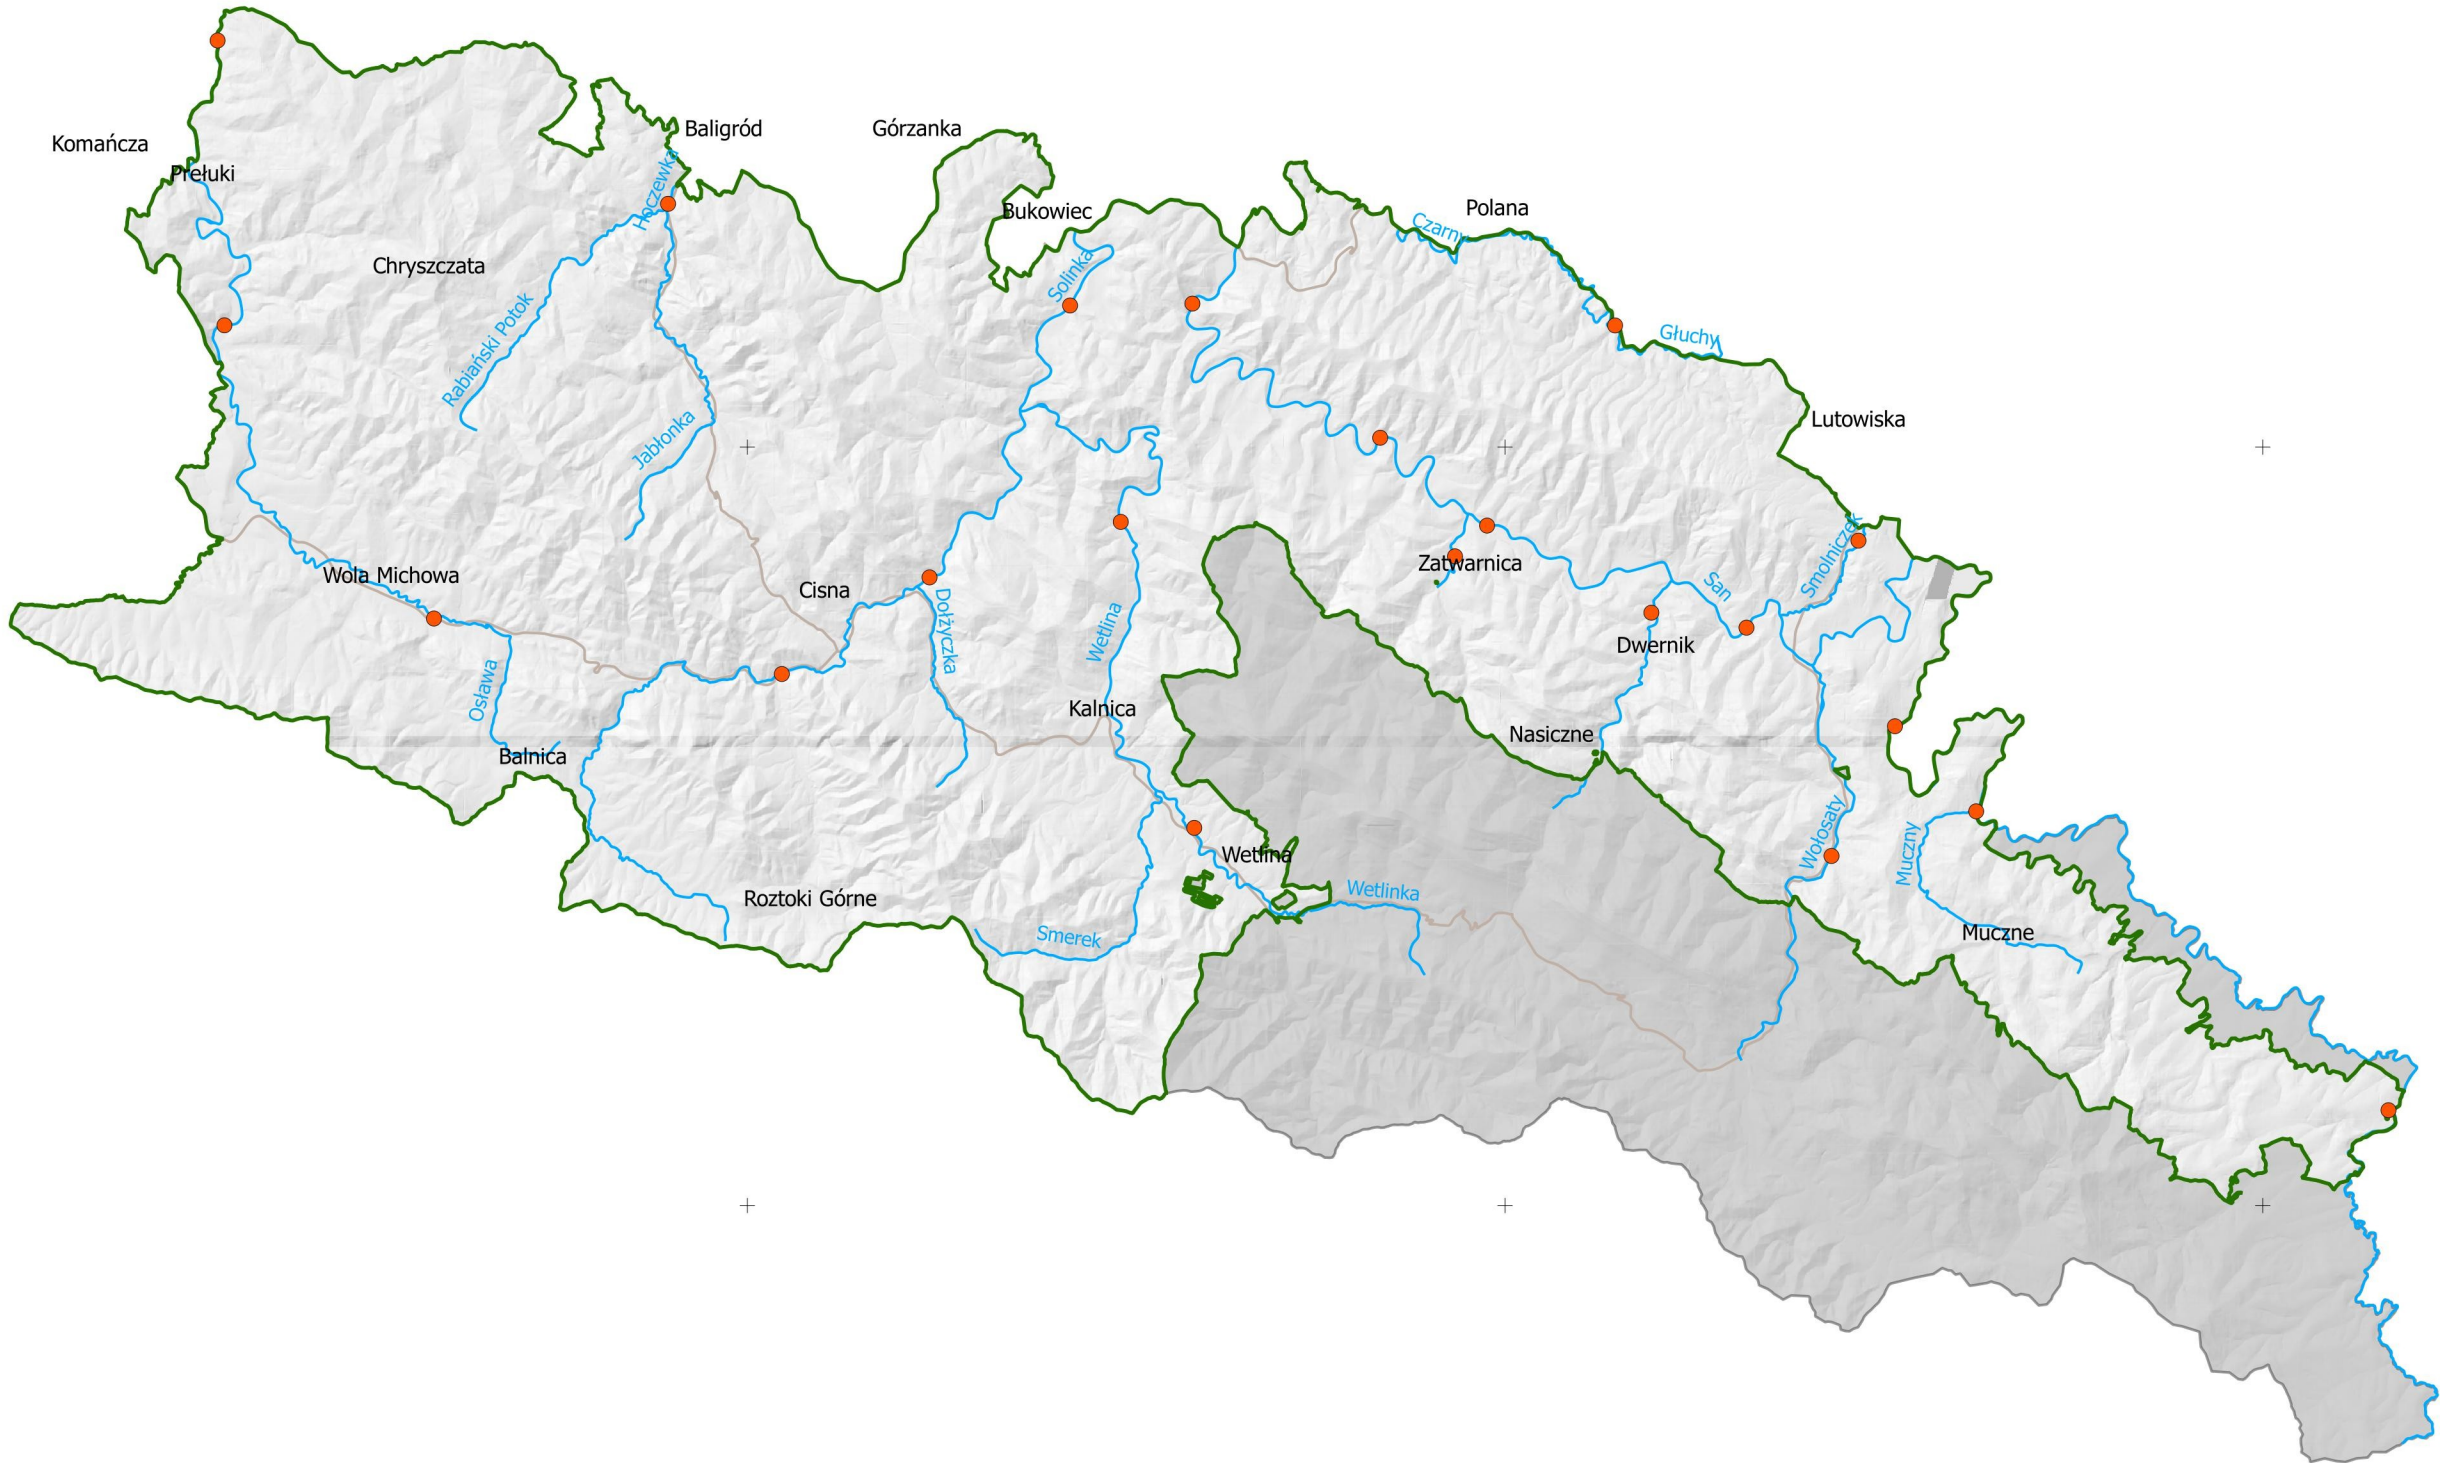 Baligród
Górzanka
Komańcza
Prełuki
Hoczewka
Bukowiec
Polana
Czarny
Chryszczata
Solinka
Rabiański Potok
Głuchy
Lutowiska
Jabłonka
Smolniczek
Zatwarnica
Wola Michowa
Cisna
San
Dołżyczka
Wetlina
Dwernik
Osława
Kalnica
Nasiczne
Balnica
Wołosaty
Muczny
Wetlina
Wetlinka
Roztoki Górne
Smerek
Muczne